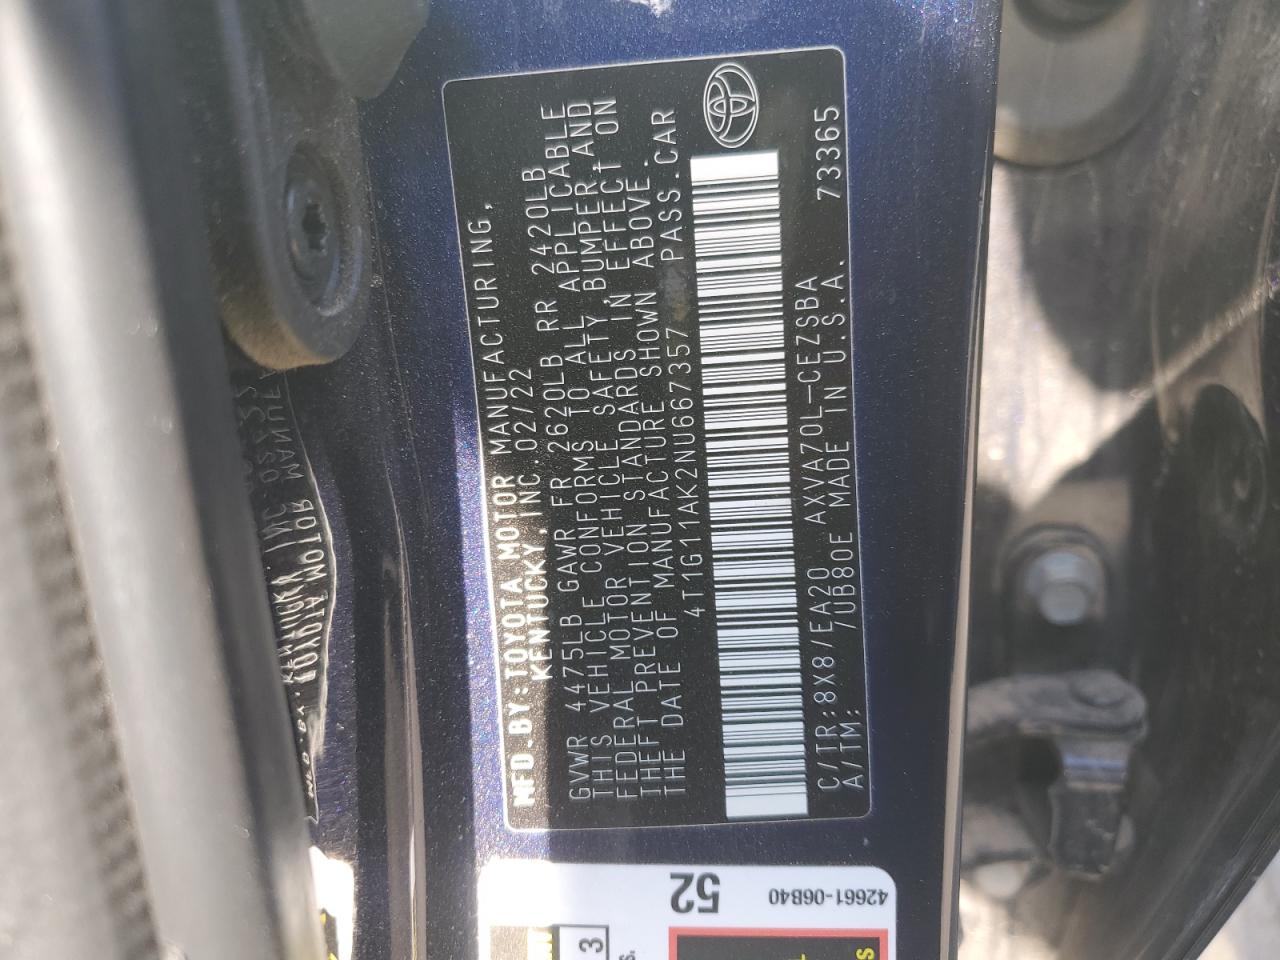 MFD.BY:TOYOTA MOTOR MANUFACTURING,
KENTUCKY,INC.02/22
GVWR 4475LB GAWR FR 2620LB RR 2420LB
THIS VEHICLE CONFORMS TO ALL APPLICABLE
FEDERAL MOTOR VEHICLE SAFETY,BUMPER,AND
THEFT PREVENTION STANDARDS IN EFFECT ON
THE DATE OF MANUFACTURE SHOWN ABOVE.
4T1G11AK2NU667357 PASS.CAR
C/TR:8X8/EA20 AXVA70L-CEZSBA 73365
A/TM: /UB80E MADE IN U.S.A.
52
42661-06B40
3